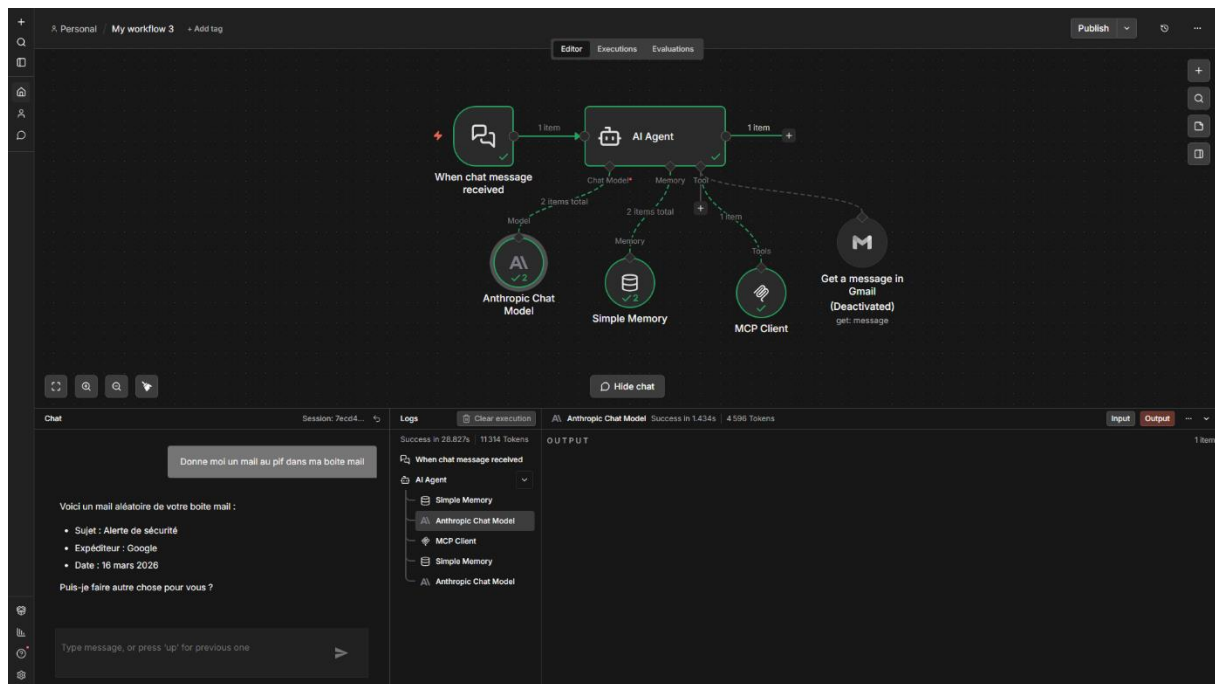 Personal / My workflow 3 + Add tag
Publish
Editor Executions Evaluations
1 item
1 item
AI Agent
When chat message
received
Chat Model*
Memory
Tool
2 items total
2 items total
1 item
Model
Memory
Tools
Anthropic Chat
Model
Simple Memory
MCP Client
Get a message in
Gmail
(Deactivated)
get: message
Hide chat
Chat
Session: 7ecd4...
Donne moi un mail au pif dans ma boite mail
Voici un mail aléatoire de votre boite mail :
• Sujet : Alerte de sécurité
• Expéditeur : Google
• Date : 16 mars 2026
Puis-je faire autre chose pour vous ?
Type message, or press 'up' for previous one
Logs
Clear execution
Success in 28.827s | 11314 Tokens
When chat message received
AI Agent
Simple Memory
Anthropic Chat Model
MCP Client
Simple Memory
Anthropic Chat Model
Anthropic Chat Model Success in 1.434s | 4 596 Tokens
Input Output
OUTPUT
1 item